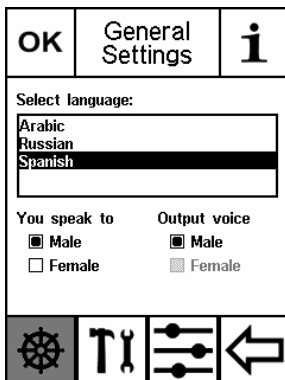 OK
General
Settings
i
Select language:
Arabic
Russian
Spanish
You speak to
Output voice
Male
Male
Female
Female